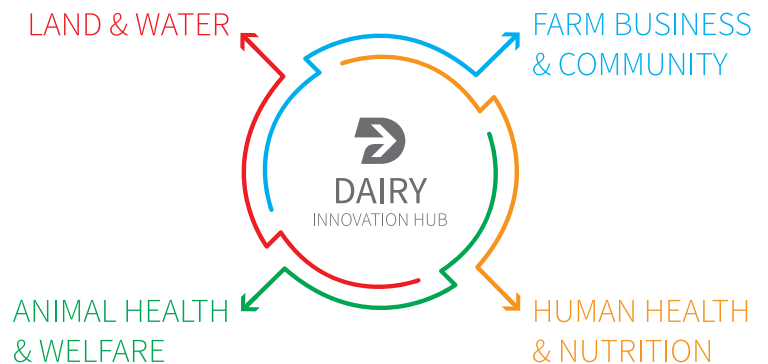 LAND & WATER
FARM BUSINESS
& COMMUNITY
DAIRY
INNOVATION HUB
ANIMAL HEALTH
& WELFARE
HUMAN HEALTH
& NUTRITION